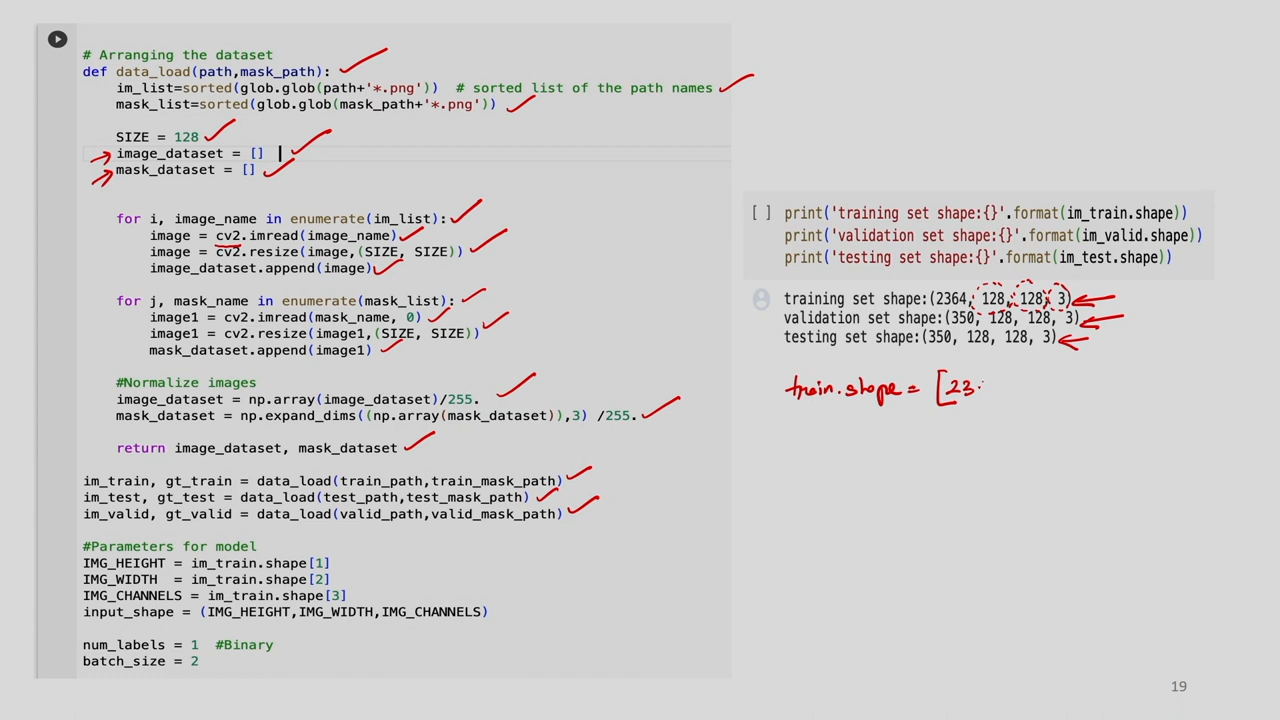 # Arranging the dataset
def data_load(path,mask_path):
im_list=sorted(glob.glob(path+'*.png')) # sorted list of the path names
mask_list=sorted(glob.glob(mask_path+'*.png'))
SIZE = 128
image_dataset = []
mask_dataset = []
for i, image_name in enumerate(im_list):
image = cv2.imread(image_name)
image = cv2.resize(image,(SIZE, SIZE))
image_dataset.append(image)
for j, mask_name in enumerate(mask_list):
image1 = cv2.imread(mask_name, 0)
image1 = cv2.resize(image1,(SIZE, SIZE))
mask_dataset.append(image1)
#Normalize images
image_dataset = np.array(image_dataset)/255.
mask_dataset = np.expand_dims((np.array(mask_dataset)),3) /255.
return image_dataset, mask_dataset
im_train, gt_train = data_load(train_path,train_mask_path)
im_test, gt_test = data_load(test_path,test_mask_path)
im_valid, gt_valid = data_load(valid_path,valid_mask_path)
#Parameters for model
IMG_HEIGHT = im_train.shape[1]
IMG_WIDTH = im_train.shape[2]
IMG_CHANNELS = im_train.shape[3]
input_shape = (IMG_HEIGHT,IMG_WIDTH,IMG_CHANNELS)
num_labels = 1 #Binary
batch_size = 2
[ ] print('training set shape:{}'.format(im_train.shape))
print('validation set shape:{}'.format(im_valid.shape))
print('testing set shape:{}'.format(im_test.shape))
training set shape:(2364, 128, 128, 3)
validation set shape:(350, 128, 128, 3)
testing set shape:(350, 128, 128, 3)
train.shape = [23
19